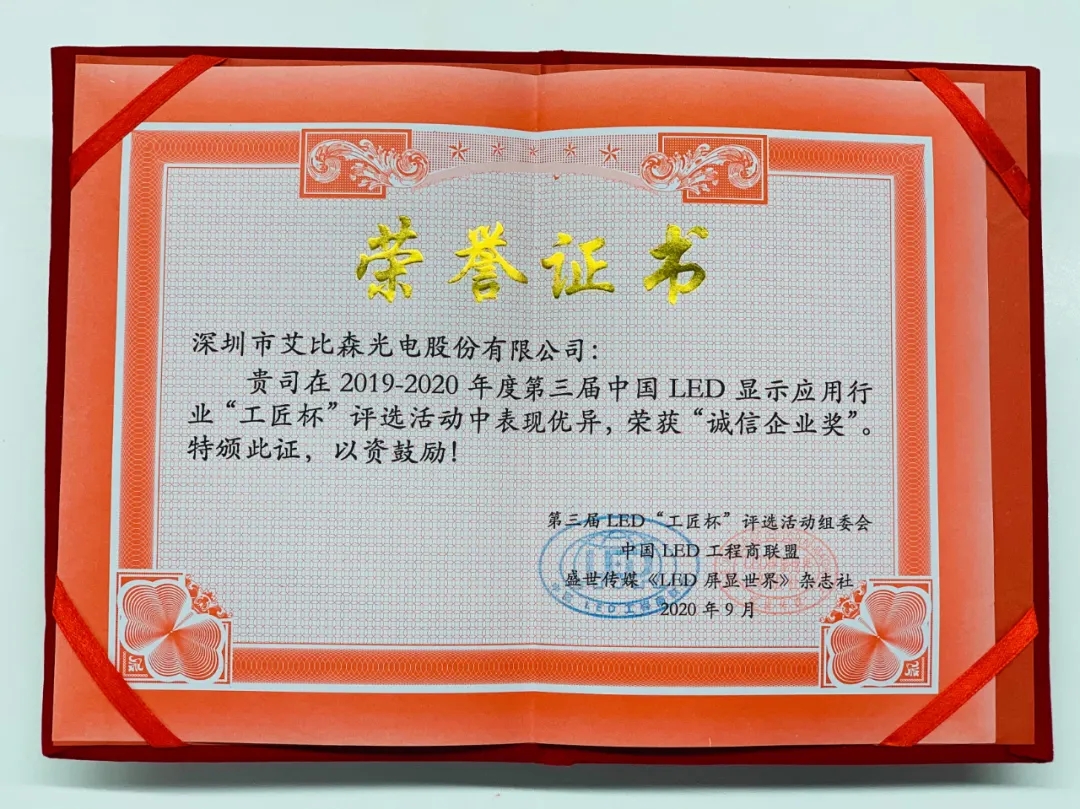 荣誉证书
深圳市艾比森光电股份有限公司：
贵司在 2019-2020 年度第三届中国 LED 显示应用行
业“工匠杯”评选活动中表现优异，荣获“诚信企业奖”。
特颁此证，以资鼓励！
第三届 LED“工匠杯”评选活动组委会
中国 LED 工程商联盟
盛世传媒《LED 屏显世界》杂志社
2020 年 9 月